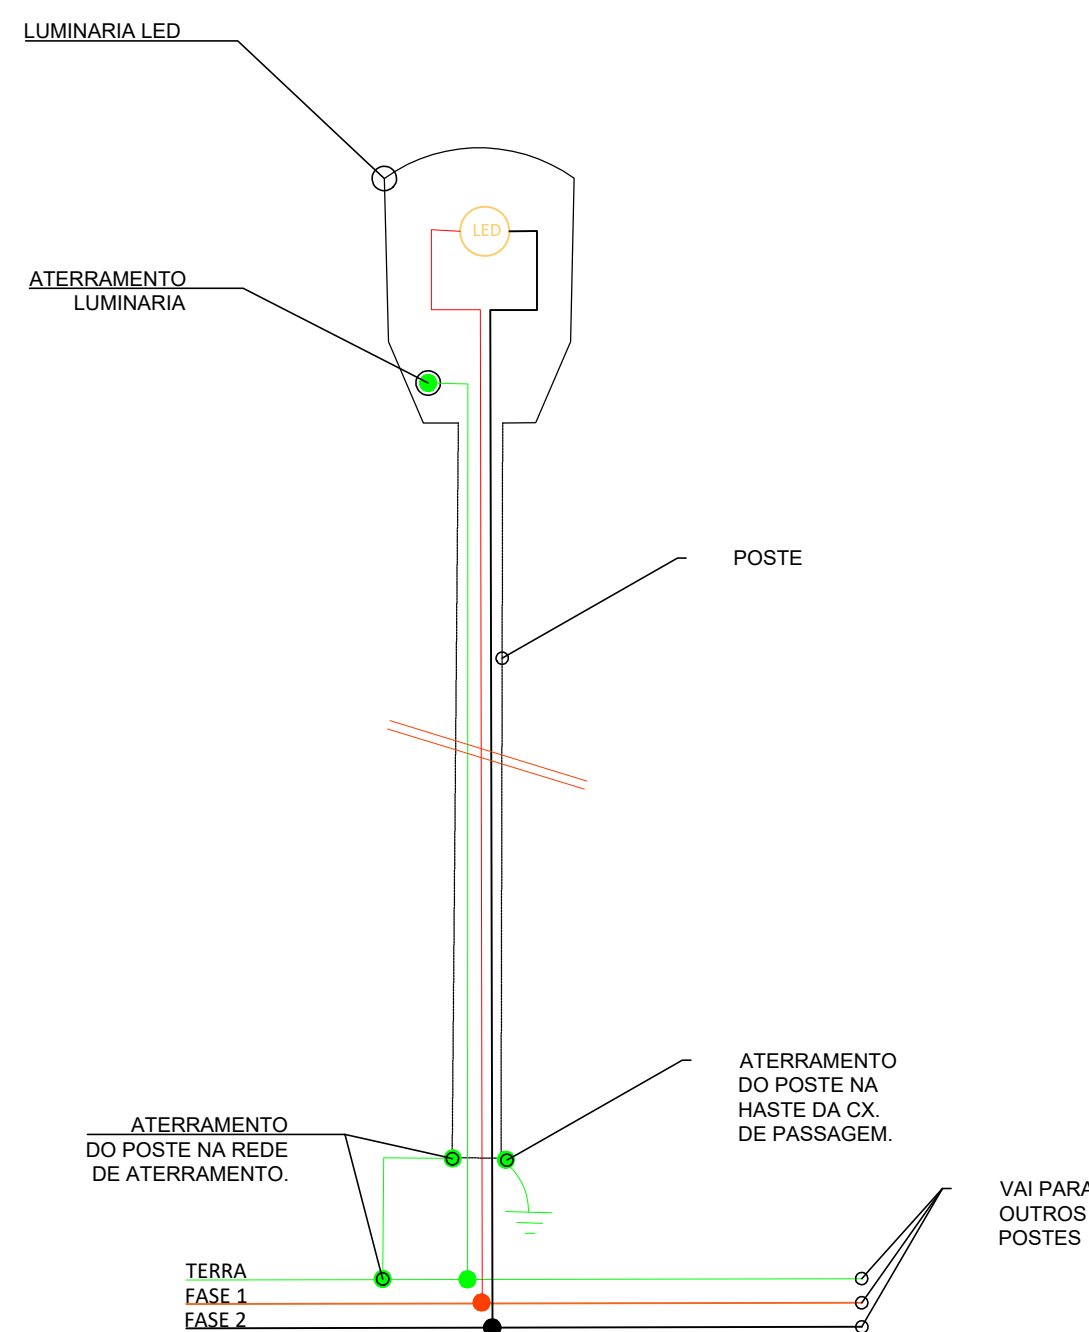 LUMINARIA LED
LED
ATERRAMENTO
LUMINARIA
POSTE
ATERRAMENTO
DO POSTE NA
HASTE DA CX.
DE PASSAGEM.
ATERRAMENTO
DO POSTE NA REDE
DE ATERRAMENTO.
VAI PARA
OUTROS
POSTES
TERRA
FASE 1
FASE 2